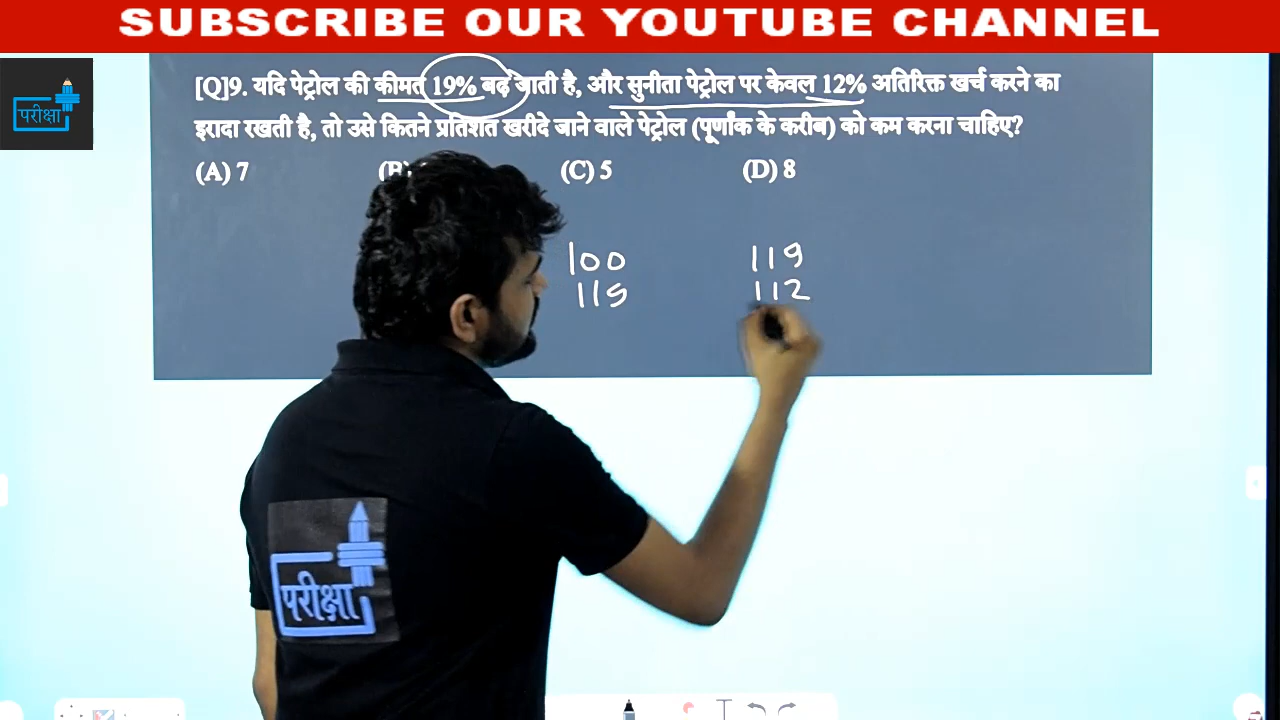 SUBSCRIBE OUR YOUTUBE CHANNEL
परीक्षा
[Q]9. यदि पेट्रोल की कीमत 19% बढ़ जाती है, और सुनीता पेट्रोल पर केवल 12% अतिरिक्त खर्च करने का
इरादा रखती है, तो उसे कितने प्रतिशत खरीदे जाने वाले पेट्रोल (पूर्णांक के करीब) को कम करना चाहिए?
(A) 7 (B) (C) 5 (D) 8
100 119
119 112
परीक्षा